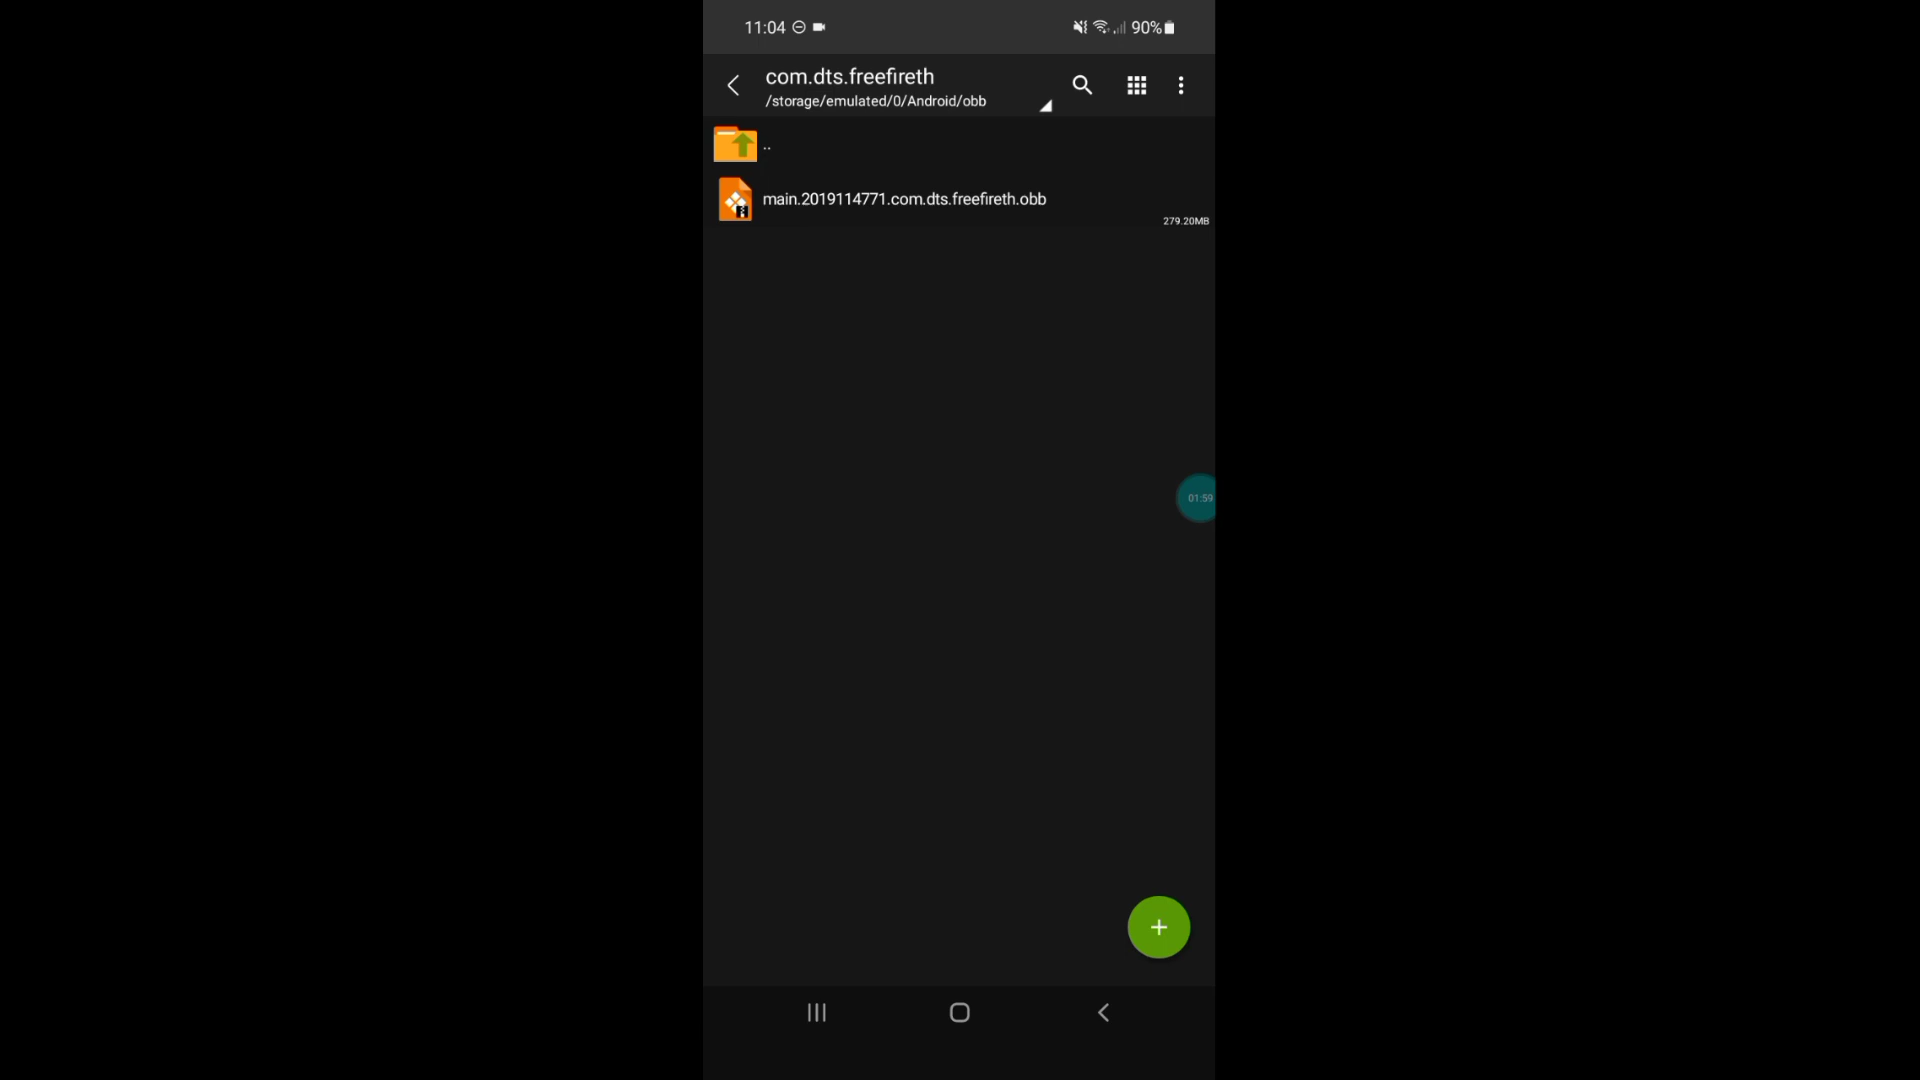 11:04 90%
com.dts.freefireth
/storage/emulated/0/Android/obb
..
main.2019114771.com.dts.freefireth.obb
279.20MB
01:59